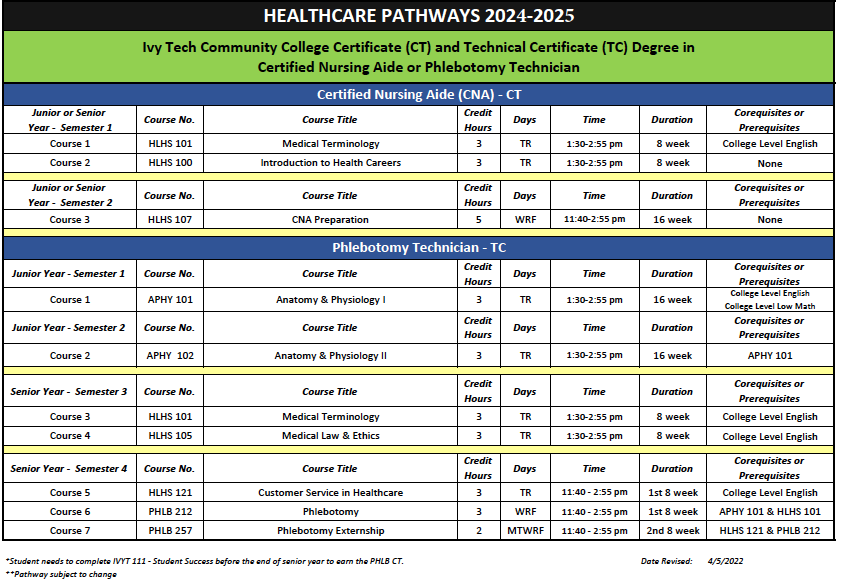 HEALTHCARE PATHWAYS 2024-2025
Ivy Tech Community College Certificate (CT) and Technical Certificate (TC) Degree in
Certified Nursing Aide or Phlebotomy Technician
Certified Nursing Aide (CNA) - CT
Junior or Senior Year - Semester 1 Course No. Course Title Credit Hours Days Time Duration Corequisites or Prerequisites
Course 1 HLHS 101 Medical Terminology 3 TR 1:30-2:55 pm 8 week College Level English
Course 2 HLHS 100 Introduction to Health Careers 3 TR 1:30-2:55 pm 8 week None
Junior or Senior Year - Semester 2 Course No. Course Title Credit Hours Days Time Duration Corequisites or Prerequisites
Course 3 HLHS 107 CNA Preparation 5 WRF 11:40-2:55 pm 16 week None
Phlebotomy Technician - TC
Junior Year - Semester 1 Course No. Course Title Credit Hours Days Time Duration Corequisites or Prerequisites
Course 1 APHY 101 Anatomy & Physiology I 3 TR 1:30-2:55 pm 16 week College Level English College Level Low Math
Junior Year - Semester 2 Course No. Course Title Credit Hours Days Time Duration Corequisites or Prerequisites
Course 2 APHY 102 Anatomy & Physiology II 3 TR 1:30-2:55 pm 16 week APHY 101
Senior Year - Semester 3 Course No. Course Title Credit Hours Days Time Duration Corequisites or Prerequisites
Course 3 HLHS 101 Medical Terminology 3 TR 1:30-2:55 pm 8 week College Level English
Course 4 HLHS 105 Medical Law & Ethics 3 TR 1:30-2:55 pm 8 week College Level English
Senior Year - Semester 4 Course No. Course Title Credit Hours Days Time Duration Corequisites or Prerequisites
Course 5 HLHS 121 Customer Service in Healthcare 3 TR 11:40 - 2:55 pm 1st 8 week College Level English
Course 6 PHLB 212 Phlebotomy 3 WRF 11:40 - 2:55 pm 1st 8 week APHY 101 & HLHS 101
Course 7 PHLB 257 Phlebotomy Externship 2 MTWRF 11:40 - 2:55 pm 2nd 8 week HLHS 121 & PHLB 212
*Student needs to complete IVYT 111 - Student Success before the end of senior year to earn the PHLB CT. Date Revised: 4/5/2022
**Pathway subject to change